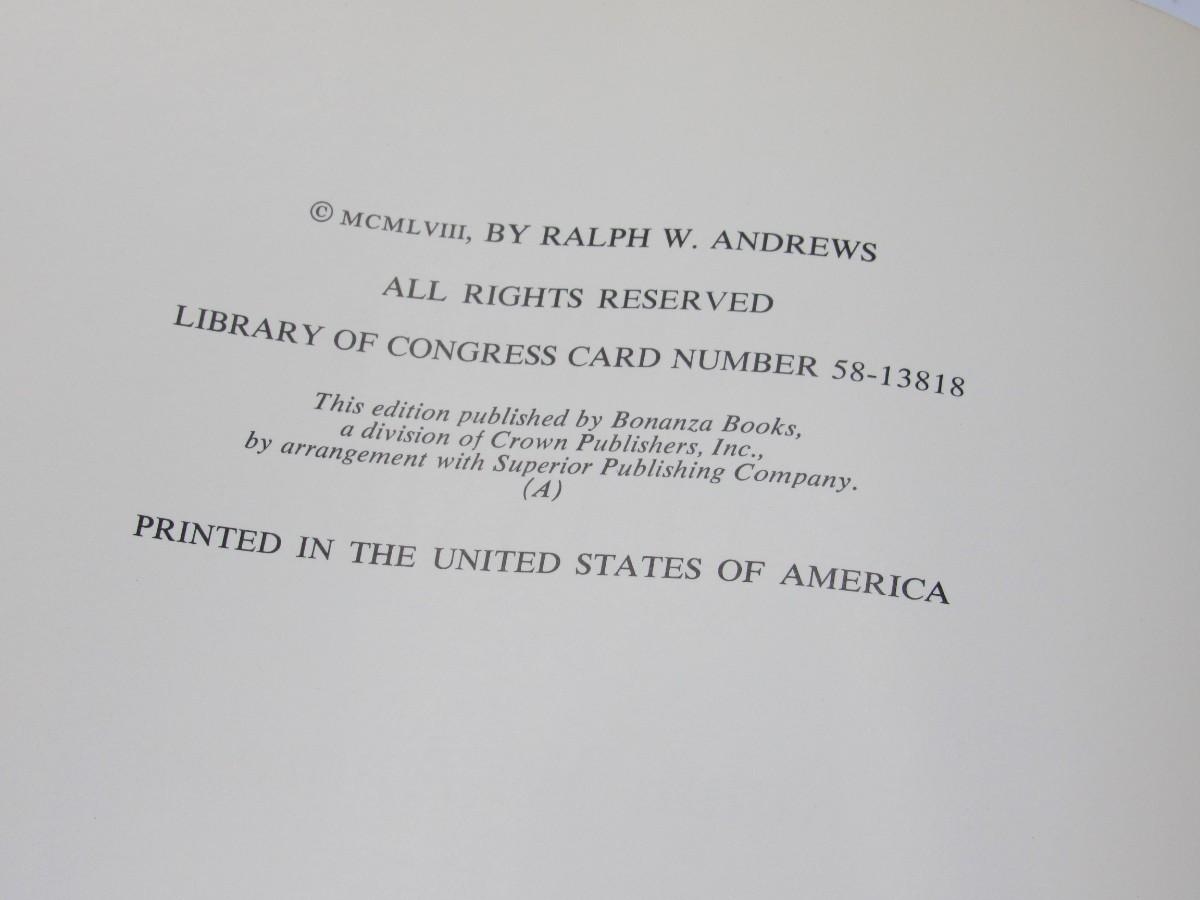 © MCMLVIII, BY RALPH W. ANDREWS
ALL RIGHTS RESERVED
LIBRARY OF CONGRESS CARD NUMBER 58-13818
This edition published by Bonanza Books,
a division of Crown Publishers, Inc.,
by arrangement with Superior Publishing Company.
(A)
PRINTED IN THE UNITED STATES OF AMERICA